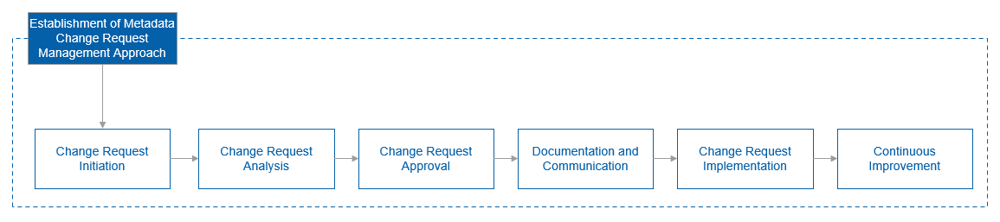 Establishment of Metadata
Change Request
Management Approach
Change Request
Initiation
Change Request
Analysis
Change Request
Approval
Documentation and
Communication
Change Request
Implementation
Continuous
Improvement